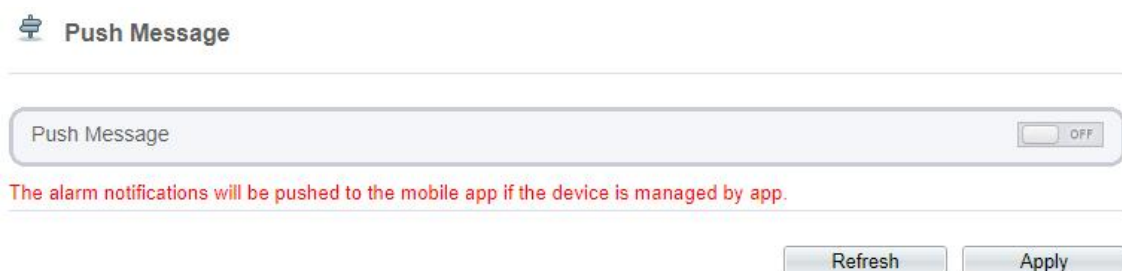 Push Message
Push Message OFF
The alarm notifications will be pushed to the mobile app if the device is managed by app.
Refresh Apply